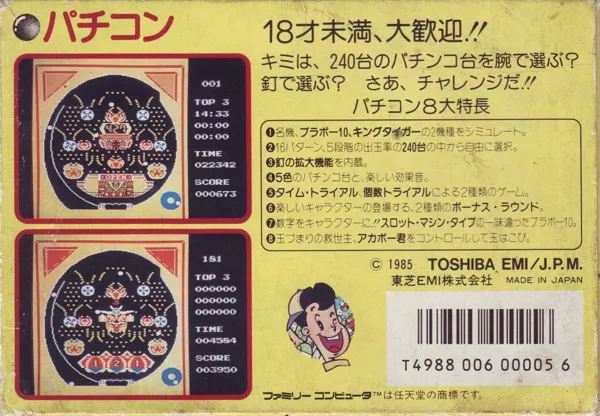 パチコン
18才未満、大歓迎!!
キミは、240台のパチンコ台を腕で選ぶ?
釘で選ぶ? さあ、チャレンジだ!!
パチコン8大特長
❶名機、ブラボー10、キングタイガーの2機種をシミュレート。
❷16パターン、5段階の出玉率の240台の中から自由に選択。
❸釘の拡大機能を内蔵。
❹5色のパチンコ台と、楽しい効果音。
❺タイム・トライアル、個数トライアルによる2種類のゲーム。
❻楽しいキャラクターの登場する、2種類のボーナス・ラウンド。
❼数字をキャラクターに!!スロット・マシン・タイプの一味違ったブラボー10。
❽玉づまりの救世主、アカボー君をコントロールして玉はこび。
001
TOP 3
14:33
00:00
00:00
TIME
022342
SCORE
000673
OPEN
181
TOP 3
000000
000000
000000
TIME
004584
SCORE
003950
1 2 1
© 1985 TOSHIBA EMI/J.P.M.
東芝EMI株式会社 MADE IN JAPAN
T4988 006 00005 6
ファミリーコンピュータ™は任天堂の商標です。